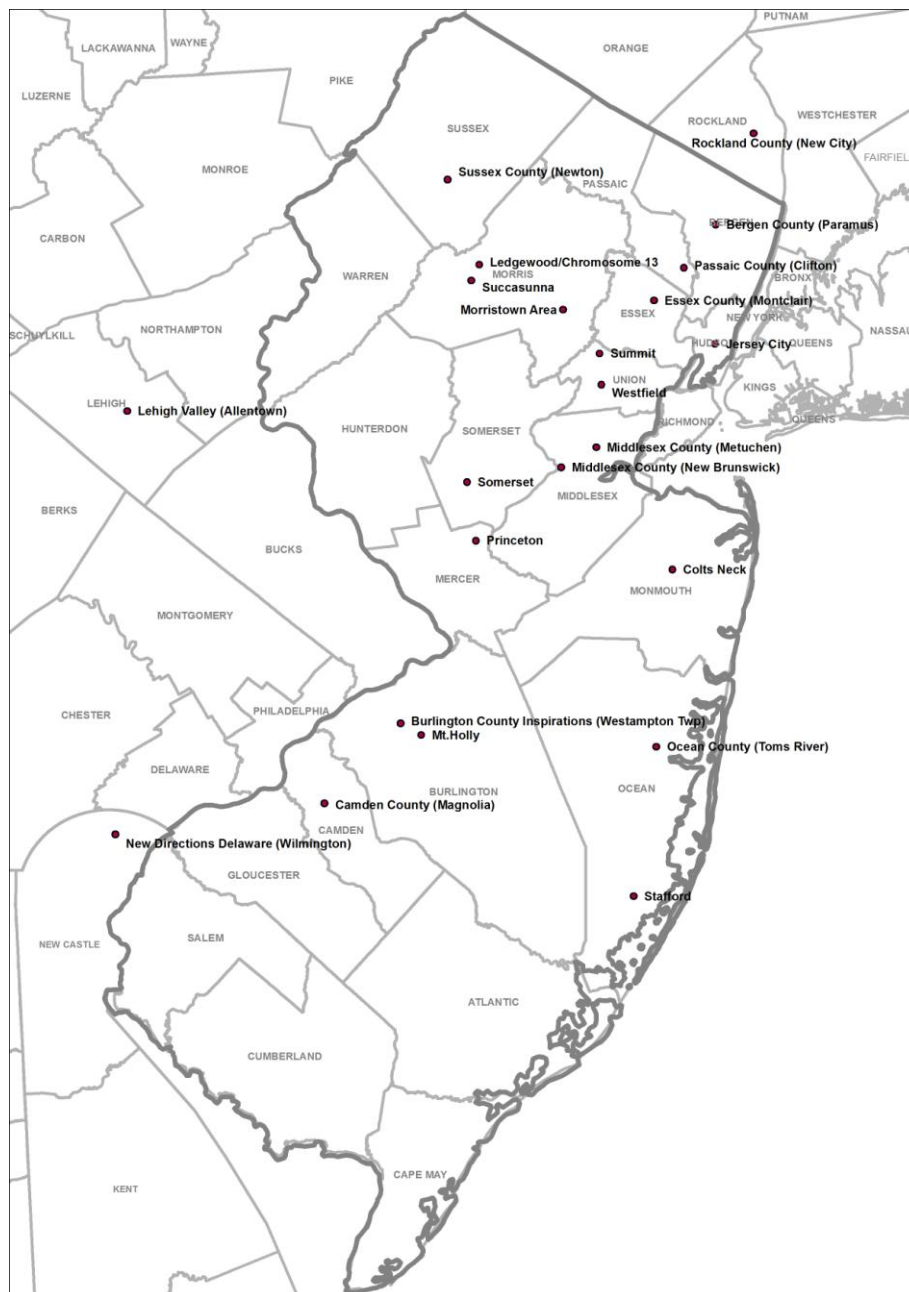 PUTNAM
LACKAWANNA
WAYNE
ORANGE
PIKE
LUZERNE
WESTCHESTER
ROCKLAND
SUSSEX
Rockland County (New City)
FAIRFIEL
MONROE
Sussex County (Newton)
PASSAIC
BERGEN
Bergen County (Paramus)
CARBON
Ledgewood/Chromosome 13
Passaic County (Clifton)
WARREN
MORRIS
BRONX
Succasunna
Essex County (Montclair)
Morristown Area
ESSEX
NEW YORK
SCHUYLKILL
NORTHAMPTON
NASSAU
HUDSON
Jersey City
QUEENS
Summit
UNION
KINGS
Westfield
LEHIGH
Lehigh Valley (Allentown)
QUEENS
RICHMOND
HUNTERDON
SOMERSET
Middlesex County (Metuchen)
Middlesex County (New Brunswick)
Somerset
MIDDLESEX
BERKS
Princeton
BUCKS
Colts Neck
MERCER
MONMOUTH
MONTGOMERY
PHILADELPHIA
CHESTER
Burlington County Inspirations (Westampton Twp)
Mt.Holly
Ocean County (Toms River)
DELAWARE
OCEAN
BURLINGTON
Camden County (Magnolia)
CAMDEN
New Directions Delaware (Wilmington)
GLOUCESTER
Stafford
SALEM
NEW CASTLE
ATLANTIC
CUMBERLAND
CAPE MAY
KENT